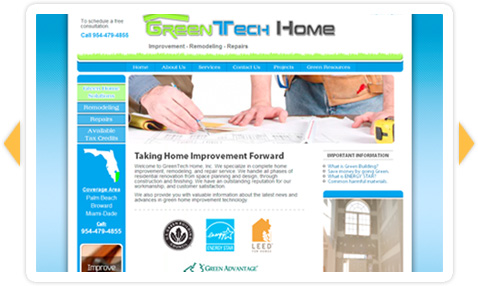 To schedule a free
consultation.
Call 954-479-4855
GREENTECH HOME
Improvement - Remodeling - Repairs
Home About Us Services Contact Us Projects Green Resources
Green Home
Solutions
Remodeling
Repairs
Available
Tax Credits
Coverage Area
Palm Beach
Broward
Miami-Dade
Call:
954-479-4855
Improve
Taking Home Improvement Forward
Welcome to GreenTech Home, Inc. We specialize in complete home
improvement, remodeling, and repair service. We handle all phases of
residential renovation from space planning and design, through
construction and finishing. We have an outstanding reputation for our
workmanship, and customer satisfaction.
We also provide you with valuable information about the latest news and
advances in green home improvement technology.
ENERGY STAR
LEED
FOR HOMES
GREEN ADVANTAGE
IMPORTANT INFORMATION
What is Green Building?
Save money by going Green
What is ENERGY START
Common harmful materials